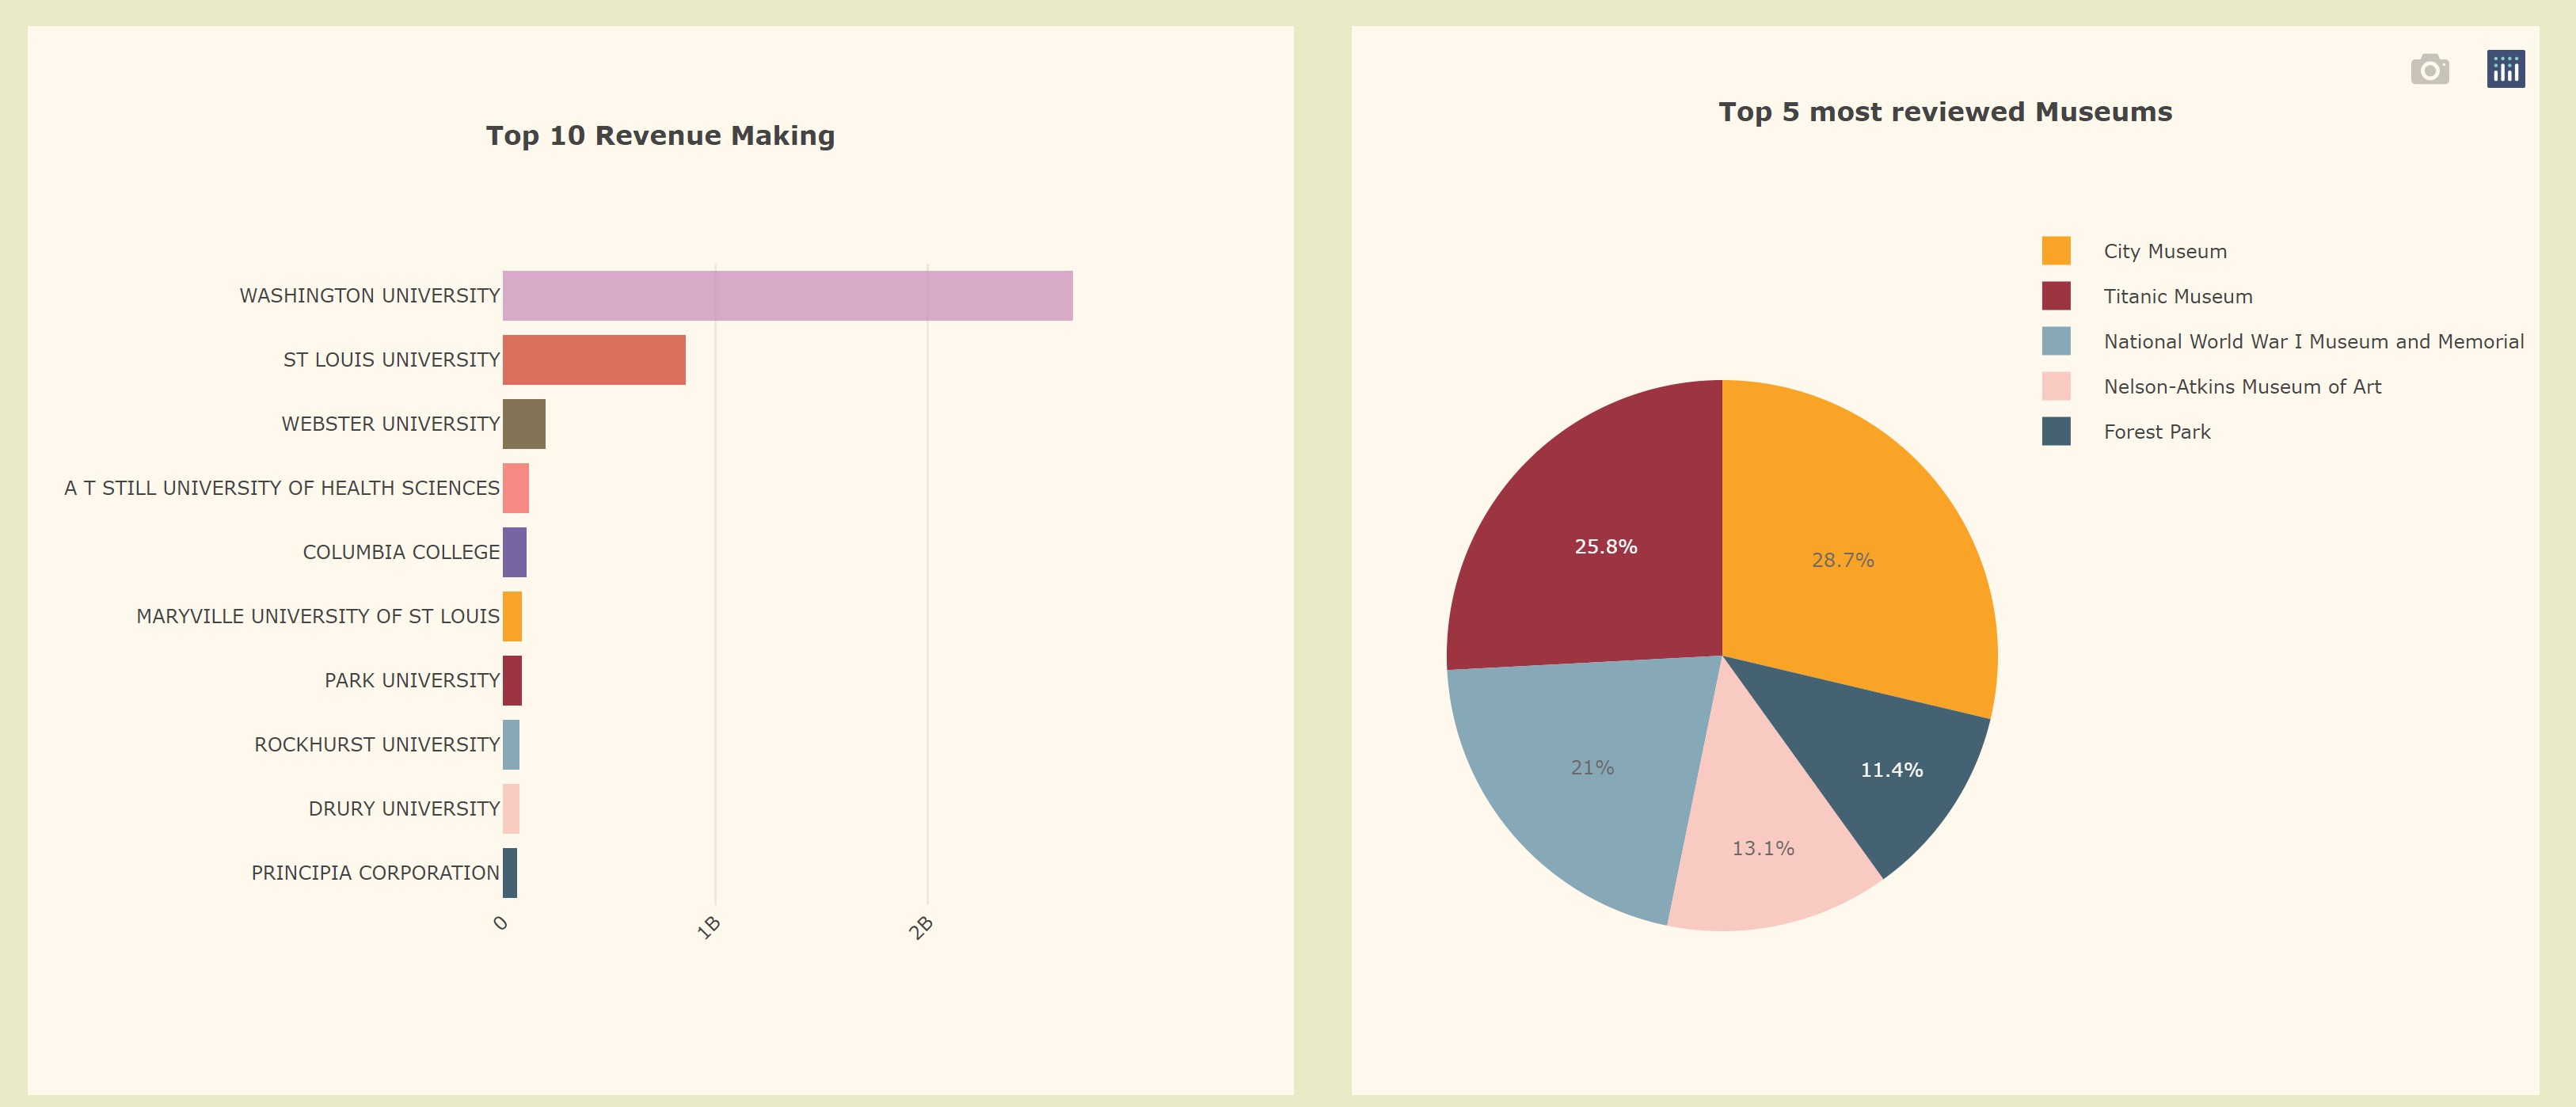 Top 10 Revenue Making
WASHINGTON UNIVERSITY
ST LOUIS UNIVERSITY
WEBSTER UNIVERSITY
A T STILL UNIVERSITY OF HEALTH SCIENCES
COLUMBIA COLLEGE
MARYVILLE UNIVERSITY OF ST LOUIS
PARK UNIVERSITY
ROCKHURST UNIVERSITY
DRURY UNIVERSITY
PRINCIPIA CORPORATION
0 1B 2B
Top 5 most reviewed Museums
City Museum
Titanic Museum
National World War I Museum and Memorial
Nelson-Atkins Museum of Art
Forest Park
25.8%
28.7%
21%
11.4%
13.1%